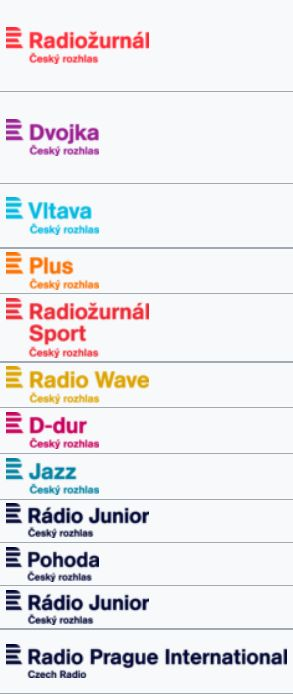 Radiožurnál
Český rozhlas
Dvojka
Český rozhlas
Vltava
Český rozhlas
Plus
Český rozhlas
Radiožurnál
Sport
Český rozhlas
Radio Wave
Český rozhlas
D-dur
Český rozhlas
Jazz
Český rozhlas
Rádio Junior
Český rozhlas
Pohoda
Český rozhlas
Rádio Junior
Český rozhlas
Radio Prague International
Czech Radio